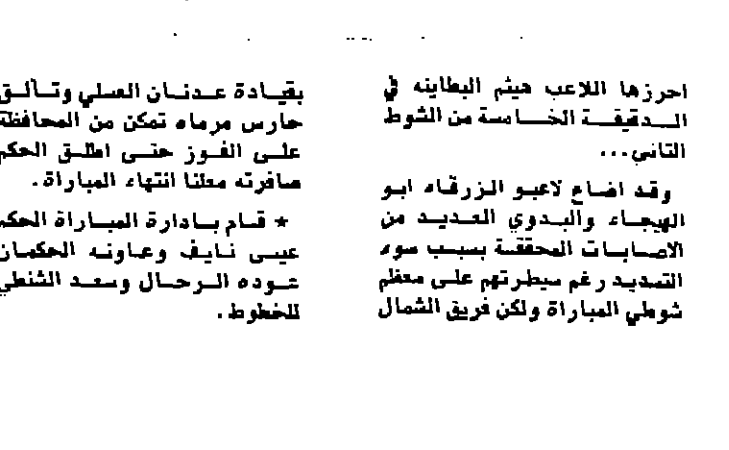 احرزها اللاعب هيثم البطاينه في
الدقيقة الخامسة من الشوط
الثاني...
وقد اضاع لاعبو الزرقاء ابو
الهيجاء والبدوي العديد من
الاصابات المحققة بسبب سوء
التسديد رغم سيطرتهم على معظم
شوطي المباراة ولكن فريق الشمال
بقيادة عدنان العسلي وتألق
حارس مرماه تمكن من المحافظة
على الفوز حتى اطلق الحكم
صافرته معلنا انتهاء المباراة.
* قام بادارة المباراة الحكم
عيسى نايف وعاونه الحكمان
عوده الرحال وسعد الشنطي
للخطوط.